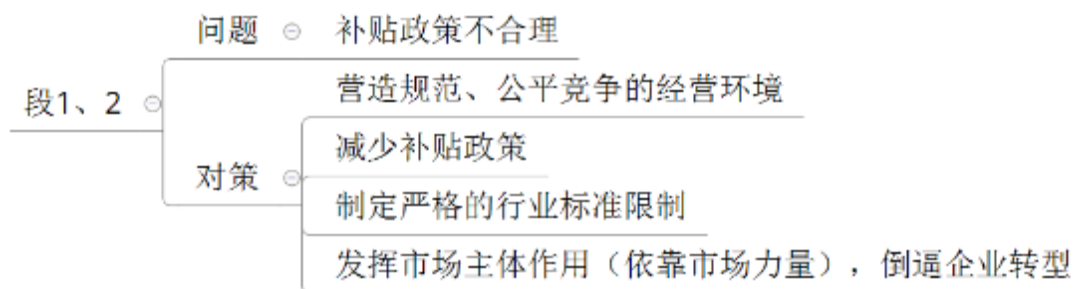 段1、2
问题
补贴政策不合理
对策
营造规范、公平竞争的经营环境
减少补贴政策
制定严格的行业标准限制
发挥市场主体作用（依靠市场力量），倒逼企业转型